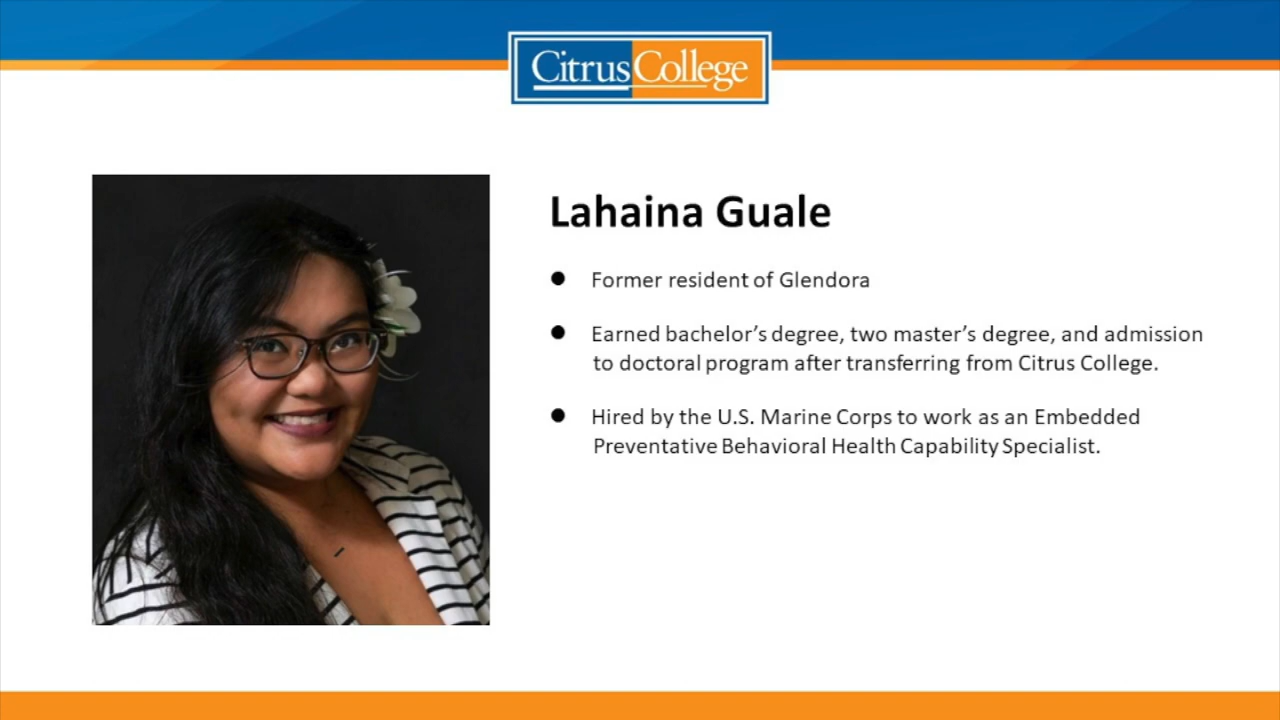 Citrus College
Lahaina Guale
● Former resident of Glendora
● Earned bachelor’s degree, two master’s degree, and admission
to doctoral program after transferring from Citrus College.
● Hired by the U.S. Marine Corps to work as an Embedded
Preventative Behavioral Health Capability Specialist.